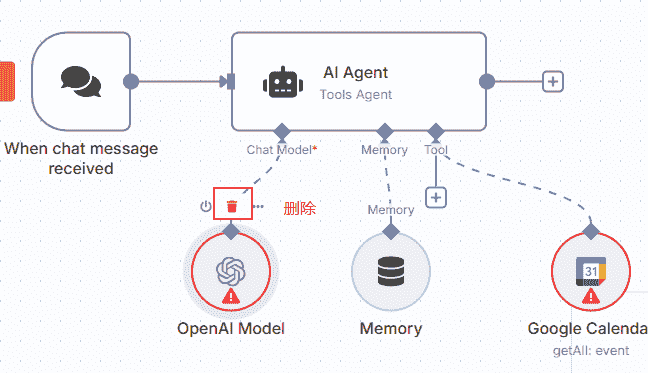 AI Agent
Tools Agent
When chat message
received
Chat Model*
Memory
Tool
删除
Memory
31
OpenAI Model
Memory
Google Calenda
getAll: event